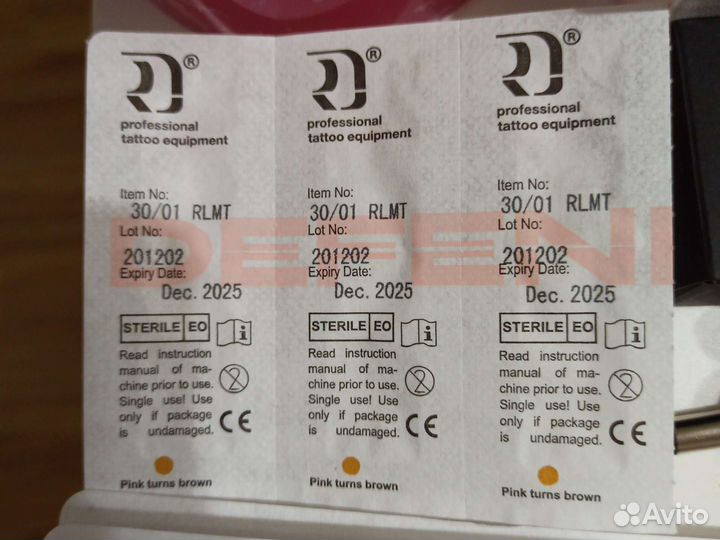 ®
professional
tattoo equipment
Item No:
30/01 RLMT
Lot No:
201202
Expiry Date:
Dec. 2025
STERILE EO
Read instruction
manual of ma-
chine prior to use.
Single use! Use
only if package
is undamaged.
2
CE
Pink turns brown
®
professional
tattoo equipment
Item No:
30/01 RLMT
Lot No:
201202
Expiry Date:
Dec. 2025
STERILE EO
Read instruction
manual of ma-
chine prior to use.
Single use! Use
only if package
is undamaged.
2
CE
Pink turns brown
®
professional
tattoo equipment
Item No:
30/01 RLMT
Lot No:
201202
Expiry Date:
Dec. 2025
STERILE EO
Read instruction
manual of ma-
chine prior to use.
Single use! Use
only if package
is undamaged.
2
CE
Pink turns brown
Avito